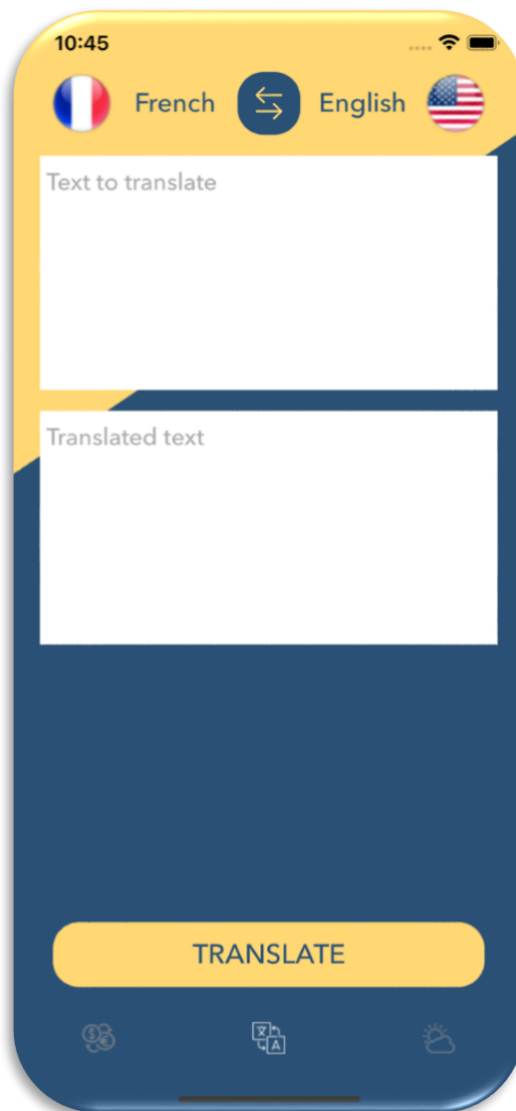 10:45
French English
Text to translate
Translated text
TRANSLATE